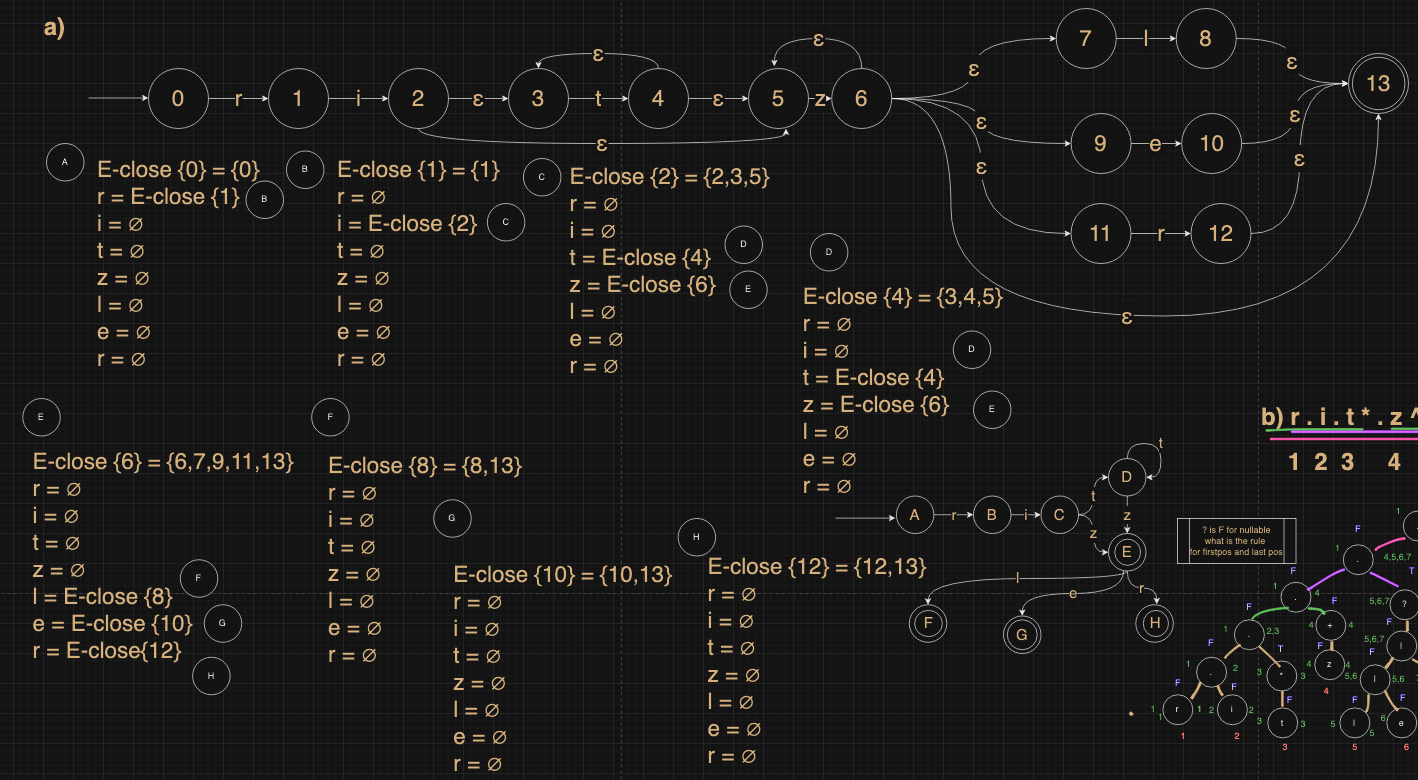 a)
0 r 1 i 2 ε 3 t 4 ε 5 z 6
ε
ε
ε
ε
ε
ε
ε
7 l 8
9 e 10
11 r 12
ε
ε
ε
13
A
E-close {0} = {0}
r = E-close {1} B
i = ∅
t = ∅
z = ∅
l = ∅
e = ∅
r = ∅
B
E-close {1} = {1}
r = ∅
i = E-close {2} C
t = ∅
z = ∅
l = ∅
e = ∅
r = ∅
C
E-close {2} = {2,3,5}
r = ∅
i = ∅
t = E-close {4} D
z = E-close {6} E
l = ∅
e = ∅
r = ∅
D
E-close {4} = {3,4,5}
r = ∅
i = ∅
t = E-close {4} D
z = E-close {6} E
l = ∅
e = ∅
r = ∅
E
E-close {6} = {6,7,9,11,13}
r = ∅
i = ∅
t = ∅
z = ∅
l = E-close {8} F
e = E-close {10} G
r = E-close{12} H
F
E-close {8} = {8,13}
r = ∅
i = ∅
t = ∅
z = ∅
l = ∅
e = ∅
r = ∅
G
E-close {10} = {10,13}
r = ∅
i = ∅
t = ∅
z = ∅
l = ∅
e = ∅
r = ∅
H
E-close {12} = {12,13}
r = ∅
i = ∅
t = ∅
z = ∅
l = ∅
e = ∅
r = ∅
A r B i C
t
z
D t
z
E
l
e
r
F
G
H
b) r . i . t * . z ^
1 2 3 4
? is F for nullable
what is the rule
for firstpos and last pos
1
F
1 . 4,5,6,7
F T
1 . 4 5,6,7 ?
F F F
1 . 2,3 4 + 4 5,6,7 l
F T F F
1 . 2 3 * 3 4 z 4 5,6 l 5,6
4
F F F F F
1 r 1 2 i 2 3 t 3 5 l 5 6 e
1
1 2 3 5 6